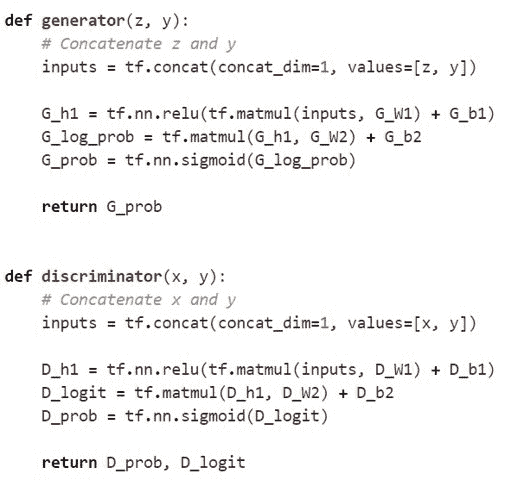 def generator(z, y):
    # Concatenate z and y
    inputs = tf.concat(concat_dim=1, values=[z, y])
    G_h1 = tf.nn.relu(tf.matmul(inputs, G_W1) + G_b1)
    G_log_prob = tf.matmul(G_h1, G_W2) + G_b2
    G_prob = tf.nn.sigmoid(G_log_prob)
    return G_prob
def discriminator(x, y):
    # Concatenate x and y
    inputs = tf.concat(concat_dim=1, values=[x, y])
    D_h1 = tf.nn.relu(tf.matmul(inputs, D_W1) + D_b1)
    D_logit = tf.matmul(D_h1, D_W2) + D_b2
    D_prob = tf.nn.sigmoid(D_logit)
    return D_prob, D_logit